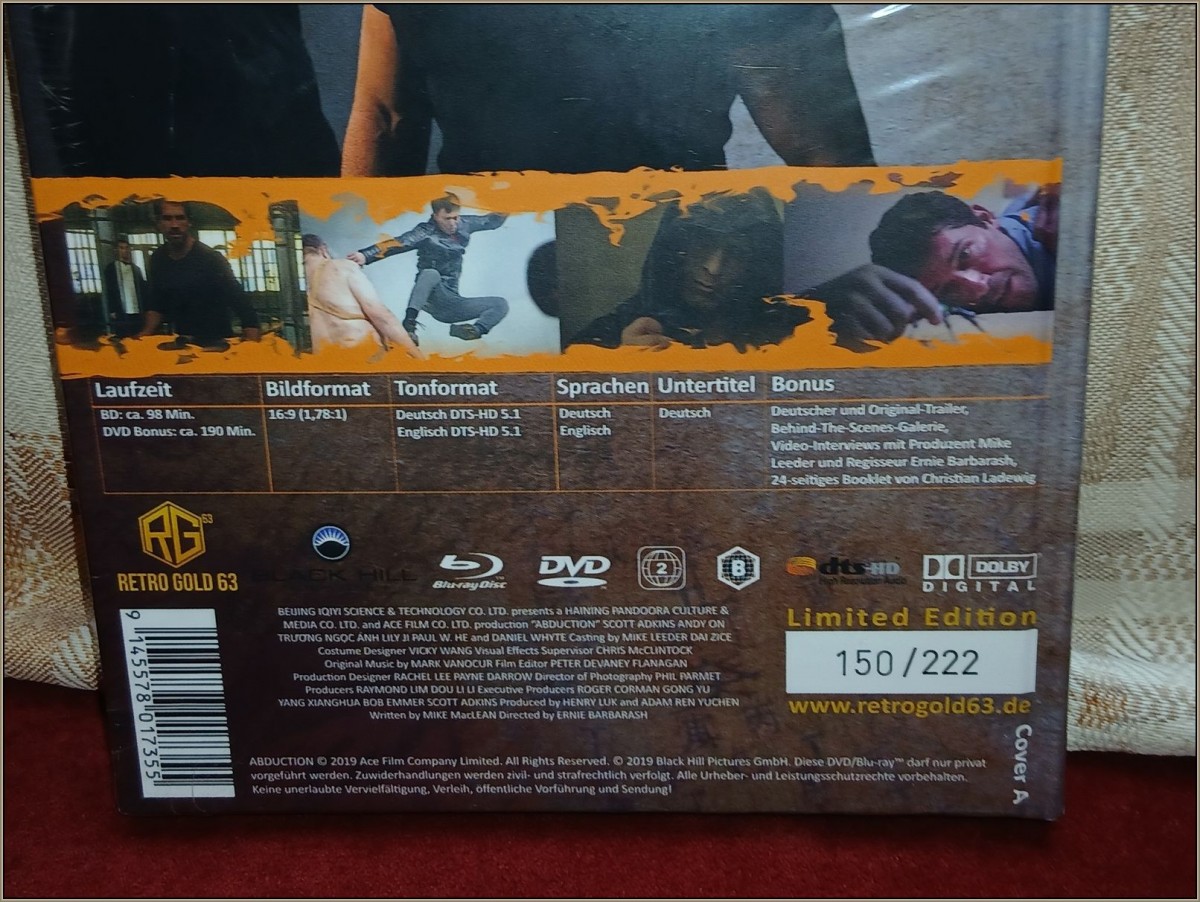 Laufzeit
BD: ca. 98 Min.
DVD Bonus: ca. 190 Min.
Bildformat
16:9 (1,78:1)
Tonformat
Deutsch DTS-HD 5.1
Englisch DTS-HD 5.1
Sprachen
Deutsch
Englisch
Untertitel
Deutsch
Bonus
Deutscher und Original-Trailer,
Behind-The-Scenes-Galerie,
Video-Interviews mit Produzent Mike
Leeder und Regisseur Ernie Barbarash,
24-seitiges Booklet von Christian Ladewig
RG 63
RETRO GOLD 63
BLACK HILL
Blu-ray Disc
DVD
2
B
dts-HD
High Resolution Audio
DOLBY
DIGITAL
BEIJING IQIYI SCIENCE & TECHNOLOGY CO. LTD. presents a HAINING PANDOORA CULTURE &
MEDIA CO. LTD. and ACE FILM CO. LTD. production "ABDUCTION" SCOTT ADKINS ANDY ON
TRƯƠNG NGỌC ÁNH LILY JI PAUL W. HE and DANIEL WHYTE Casting by MIKE LEEDER DAI ZICE
Costume Designer VICKY WANG Visual Effects Supervisor CHRIS McCLINTOCK
Original Music by MARK VANOCUR Film Editor PETER DEVANEY FLANAGAN
Production Designer RACHEL LEE PAYNE DARROW Director of Photography PHIL PARMET
Producers RAYMOND LIM DOU LI LI Executive Producers ROGER CORMAN GONG YU
YANG XIANGHUA BOB EMMER SCOTT ADKINS Produced by HENRY LUK and ADAM REN YUCHEN
Written by MIKE MacLEAN Directed by ERNIE BARBARASH
Limited Edition
150/222
www.retrogold63.de
Cover A
9 145578 017355
ABDUCTION © 2019 Ace Film Company Limited. All Rights Reserved. © 2019 Black Hill Pictures GmbH. Diese DVD/Blu-ray™ darf nur privat
vorgeführt werden. Zuwiderhandlungen werden zivil- und strafrechtlich verfolgt. Alle Urheber- und Leistungsschutzrechte vorbehalten.
Keine unerlaubte Vervielfältigung, Verleih, öffentliche Vorführung und Sendung!